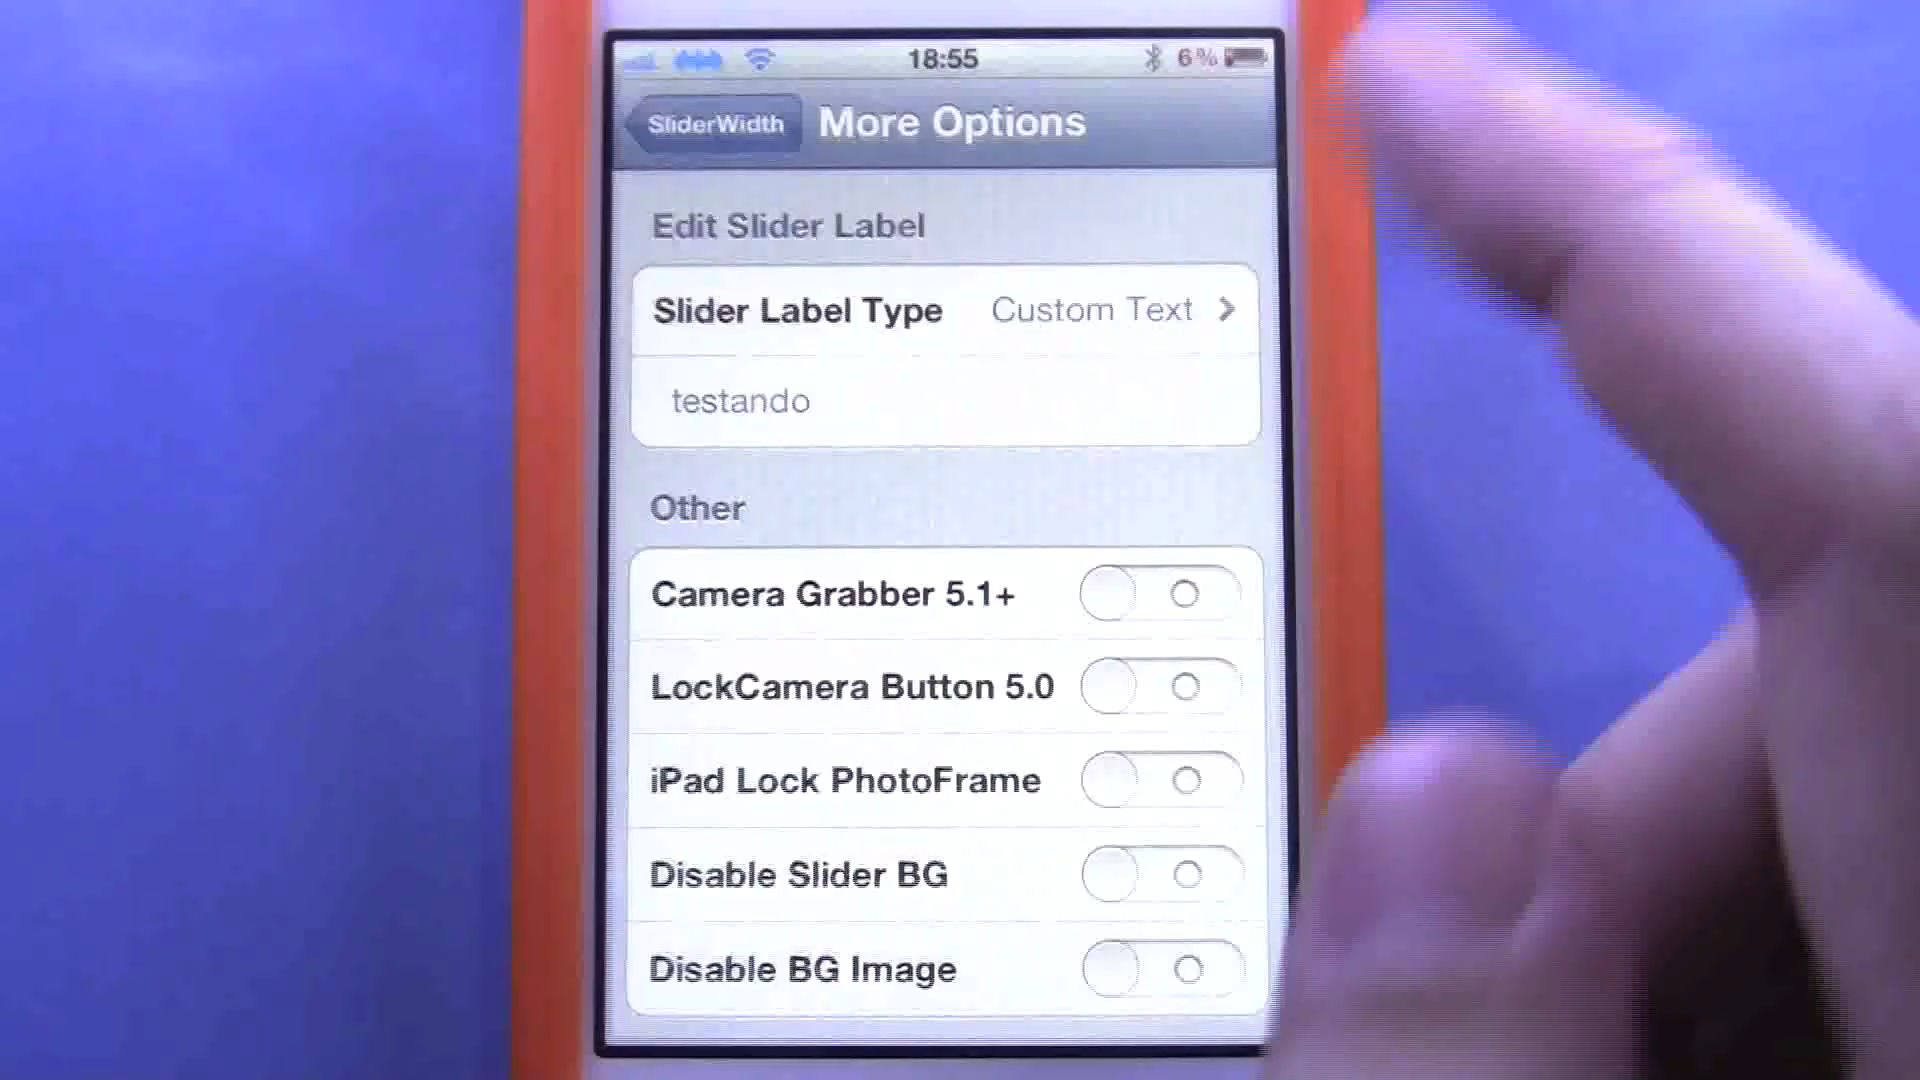 18:55 6%
SliderWidth More Options
Edit Slider Label
Slider Label Type Custom Text
testando
Other
Camera Grabber 5.1+
LockCamera Button 5.0
iPad Lock PhotoFrame
Disable Slider BG
Disable BG Image